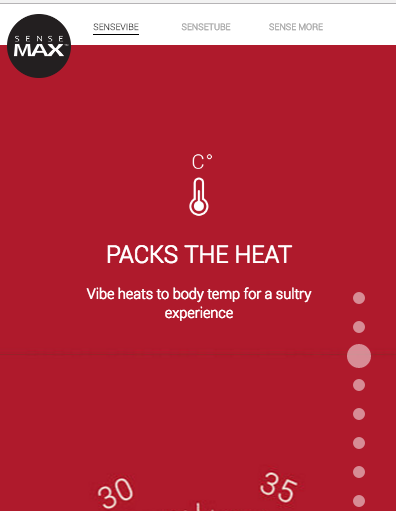 SENSE
MAX
SENSEVIBE SENSETUBE SENSE MORE
C°
PACKS THE HEAT
Vibe heats to body temp for a sultry
experience
30 35